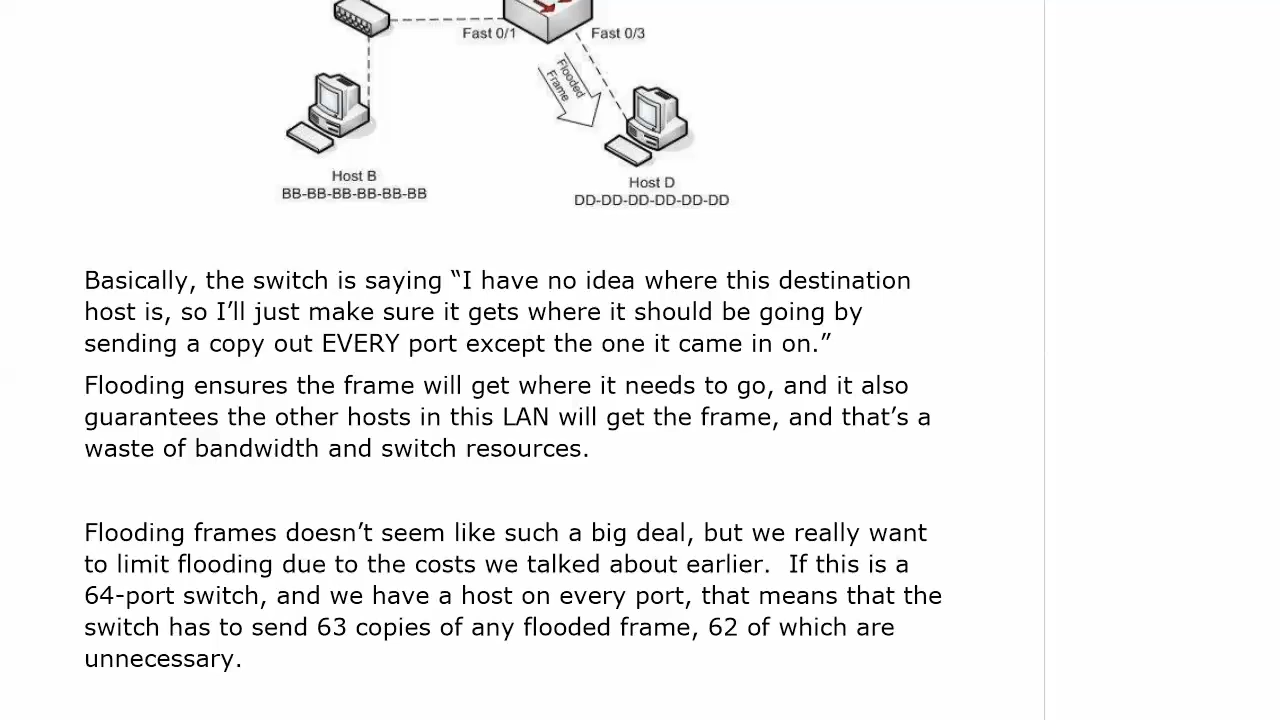 Fast 0/1
Fast 0/3
Flooded
Frame
Host B
BB-BB-BB-BB-BB-BB
Host D
DD-DD-DD-DD-DD-DD
Basically, the switch is saying “I have no idea where this destination
host is, so I’ll just make sure it gets where it should be going by
sending a copy out EVERY port except the one it came in on.”
Flooding ensures the frame will get where it needs to go, and it also
guarantees the other hosts in this LAN will get the frame, and that’s a
waste of bandwidth and switch resources.
Flooding frames doesn’t seem like such a big deal, but we really want
to limit flooding due to the costs we talked about earlier.  If this is a
64-port switch, and we have a host on every port, that means that the
switch has to send 63 copies of any flooded frame, 62 of which are
unnecessary.